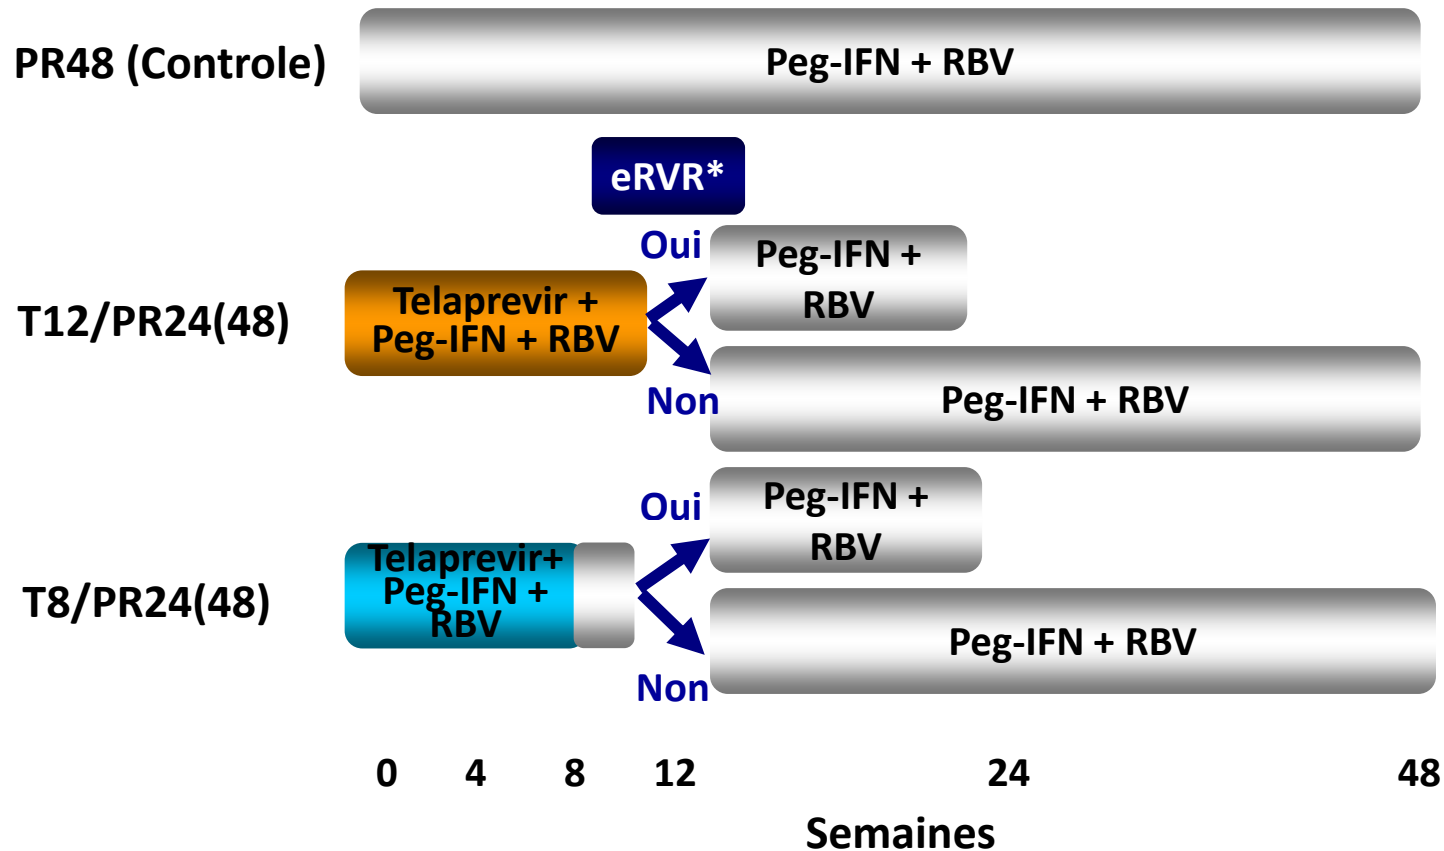 PR48 (Controle)
Peg-IFN + RBV
eRVR*
Oui
Peg-IFN +
RBV
T12/PR24(48)
Telaprevir +
Peg-IFN + RBV
Non
Peg-IFN + RBV
Oui
Peg-IFN +
RBV
T8/PR24(48)
Telaprevir+
Peg-IFN +
RBV
Non
Peg-IFN + RBV
0 4 8 12 24 48
Semaines